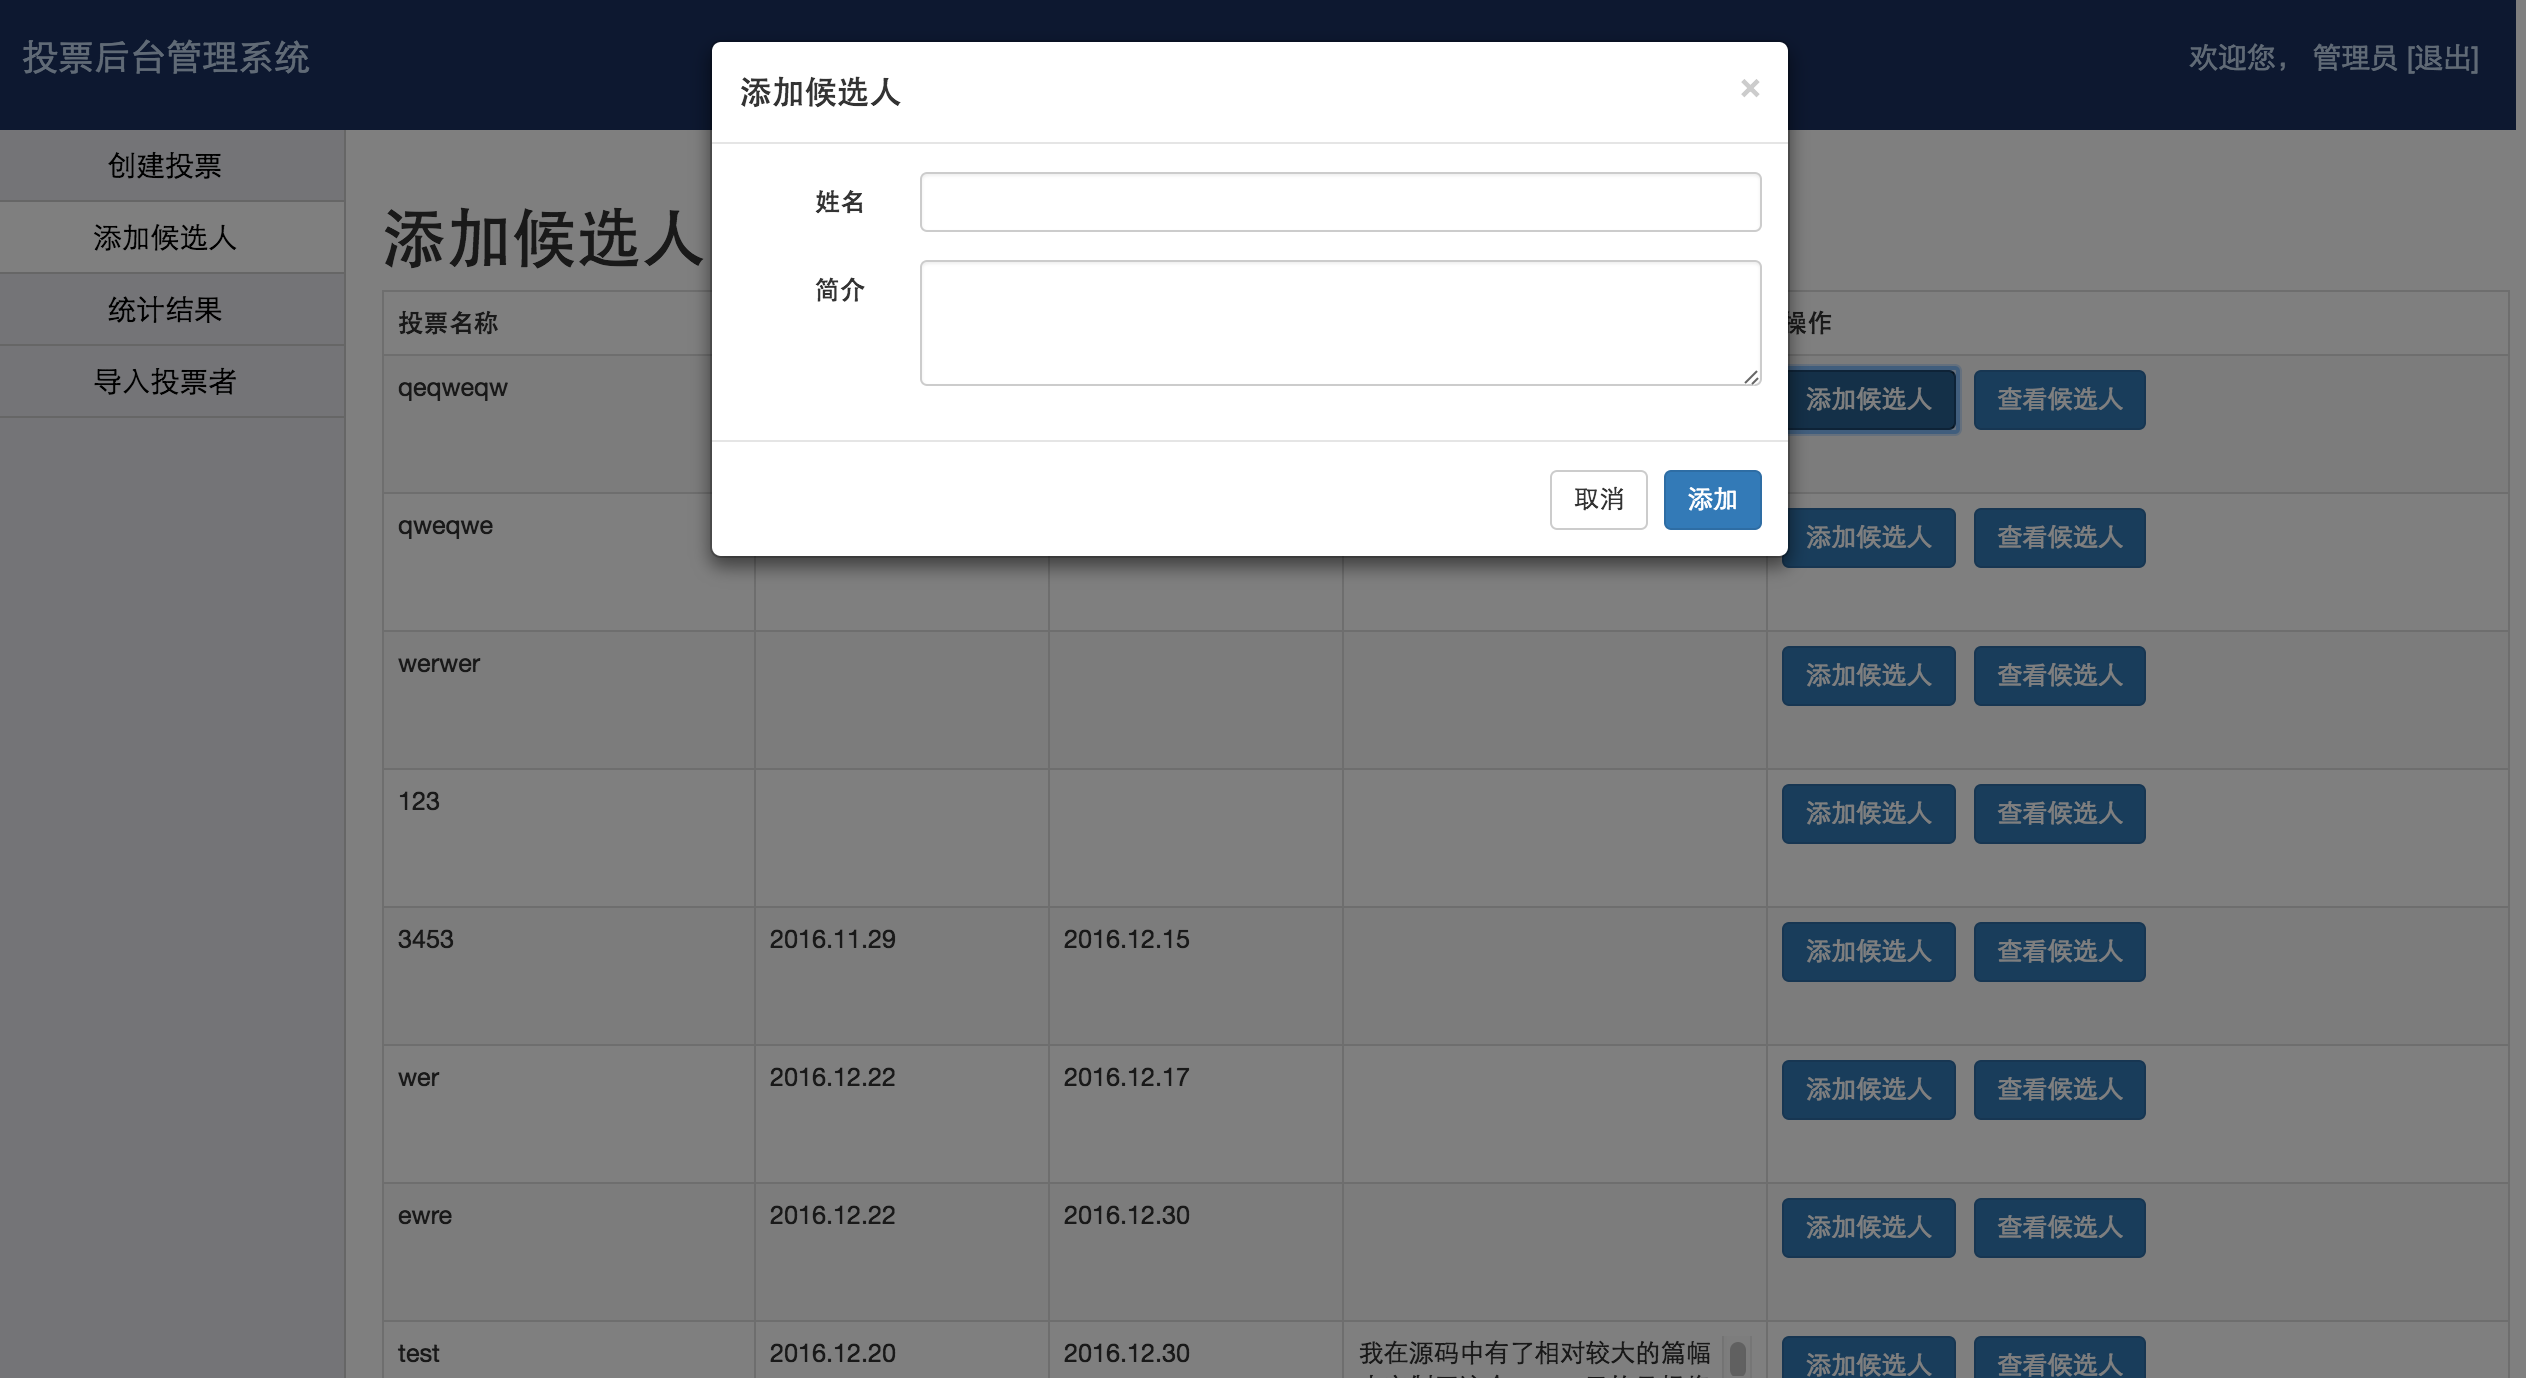 投票后台管理系统
欢迎您， 管理员 [退出]
添加候选人
×
姓名
简介
取消 添加
创建投票
添加候选人
统计结果
导入投票者
添加候选人
投票名称 操作
qeqweqw 添加候选人 查看候选人
qweqwe 添加候选人 查看候选人
werwer 添加候选人 查看候选人
123 添加候选人 查看候选人
3453 2016.11.29 2016.12.15 添加候选人 查看候选人
wer 2016.12.22 2016.12.17 添加候选人 查看候选人
ewre 2016.12.22 2016.12.30 添加候选人 查看候选人
test 2016.12.20 2016.12.30 我在源码中有了相对较大的篇幅 添加候选人 查看候选人